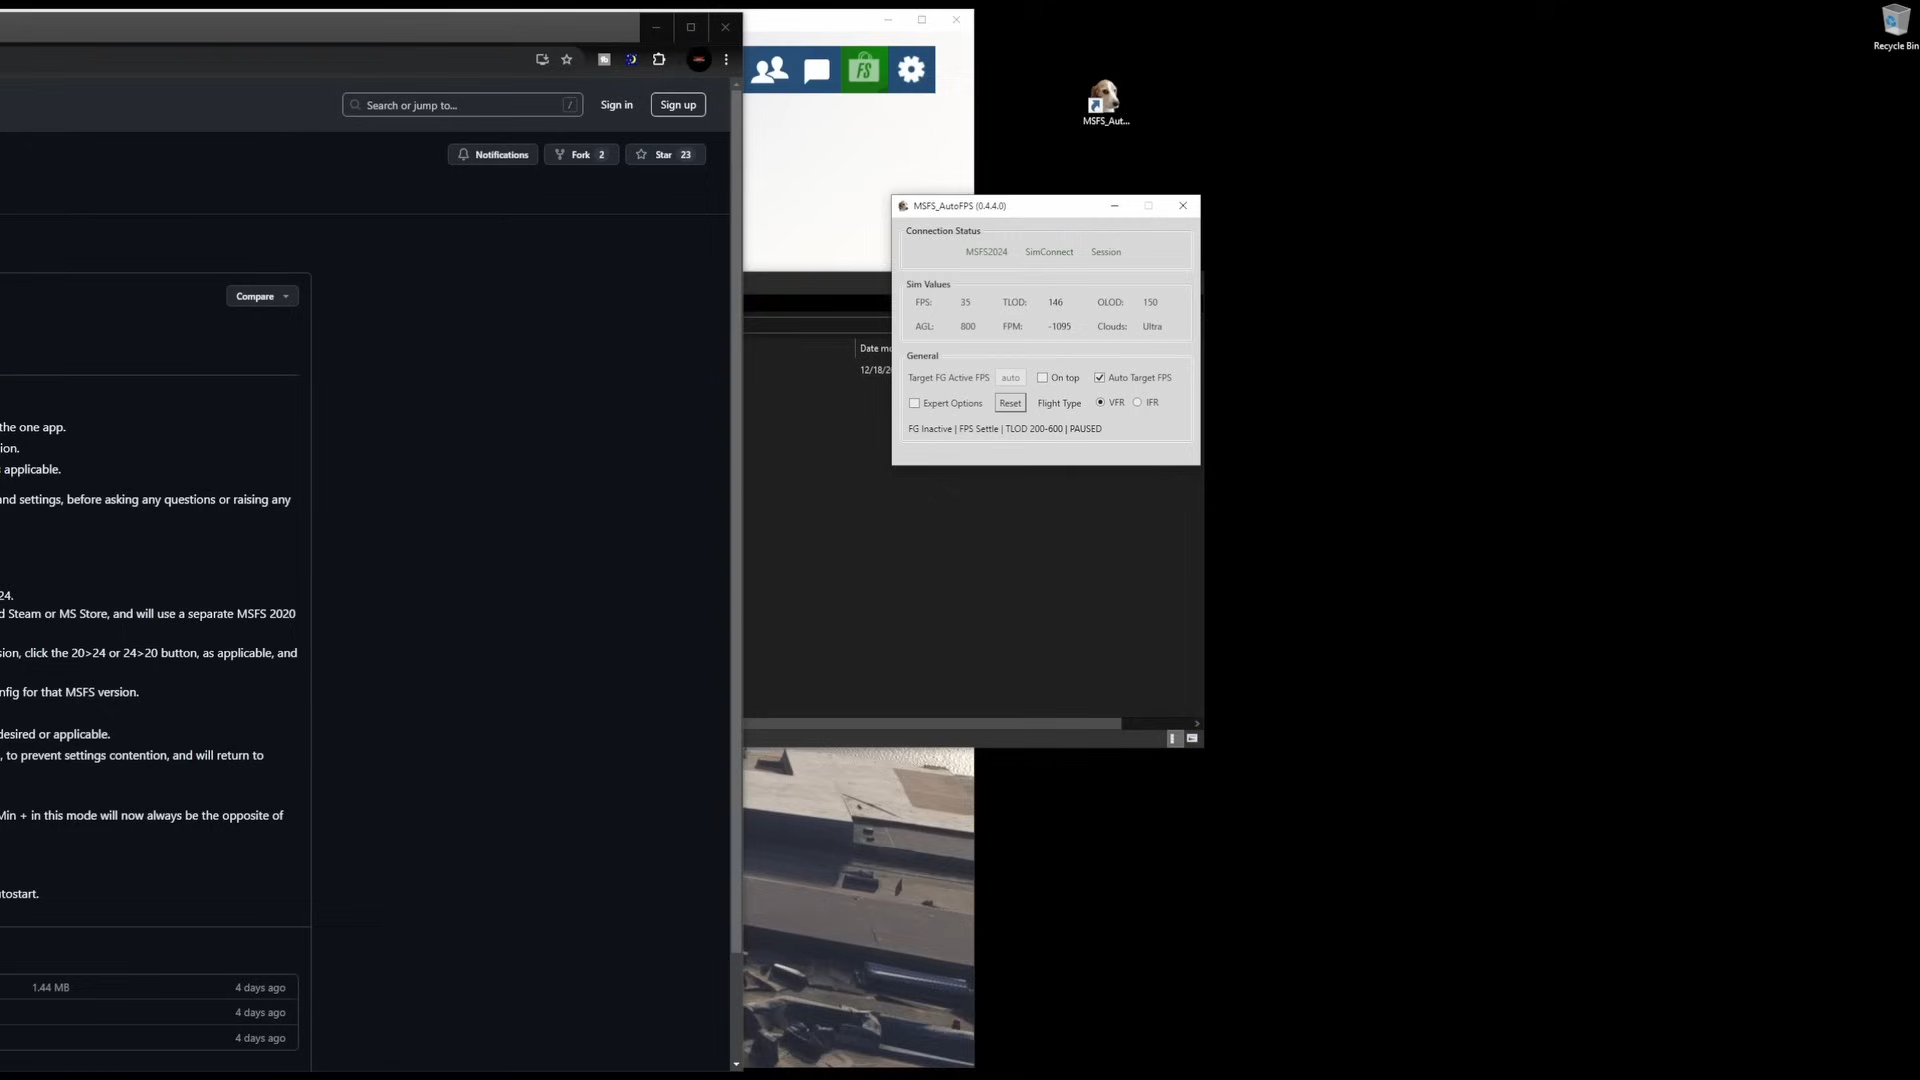 Search or jump to...
/
Sign in
Sign up
Notifications
Fork 2
Star 23
Compare
the one app.
ion.
applicable.
and settings, before asking any questions or raising any
24.
d Steam or MS Store, and will use a separate MSFS 2020
sion, click the 20>24 or 24>20 button, as applicable, and
nfig for that MSFS version.
desired or applicable.
, to prevent settings contention, and will return to
Min + in this mode will now always be the opposite of
utostart.
1.44 MB 4 days ago
4 days ago
4 days ago
FS
Date mo
12/18/20
MSFS_AutoFPS (0.4.4.0)
Connection Status
MSFS2024 SimConnect Session
Sim Values
FPS: 35 TLOD: 146 OLOD: 150
AGL: 800 FPM: -1095 Clouds: Ultra
General
Target FG Active FPS auto On top Auto Target FPS
Expert Options Reset Flight Type VFR IFR
FG Inactive | FPS Settle | TLOD 200-600 | PAUSED
MSFS_Aut...
Recycle Bin